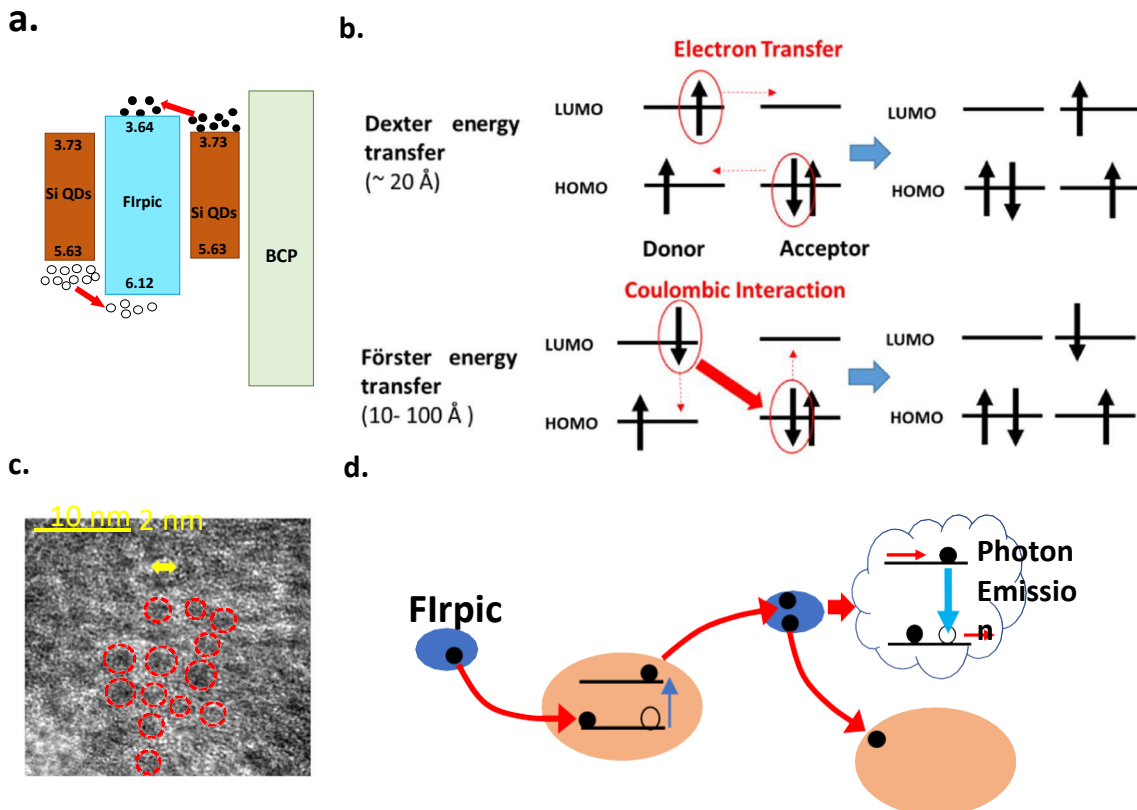 a.
3.64
3.73
3.73
Si QDs
FIrpic
Si QDs
5.63
5.63
6.12
BCP
b.
Electron Transfer
LUMO
LUMO
Dexter energy
transfer
(~ 20 Å)
HOMO
HOMO
Donor
Acceptor
Coulombic Interaction
LUMO
LUMO
Förster energy
transfer
(10- 100 Å )
HOMO
HOMO
c.
10 nm
2 nm
d.
FIrpic
Photon
Emissio
n